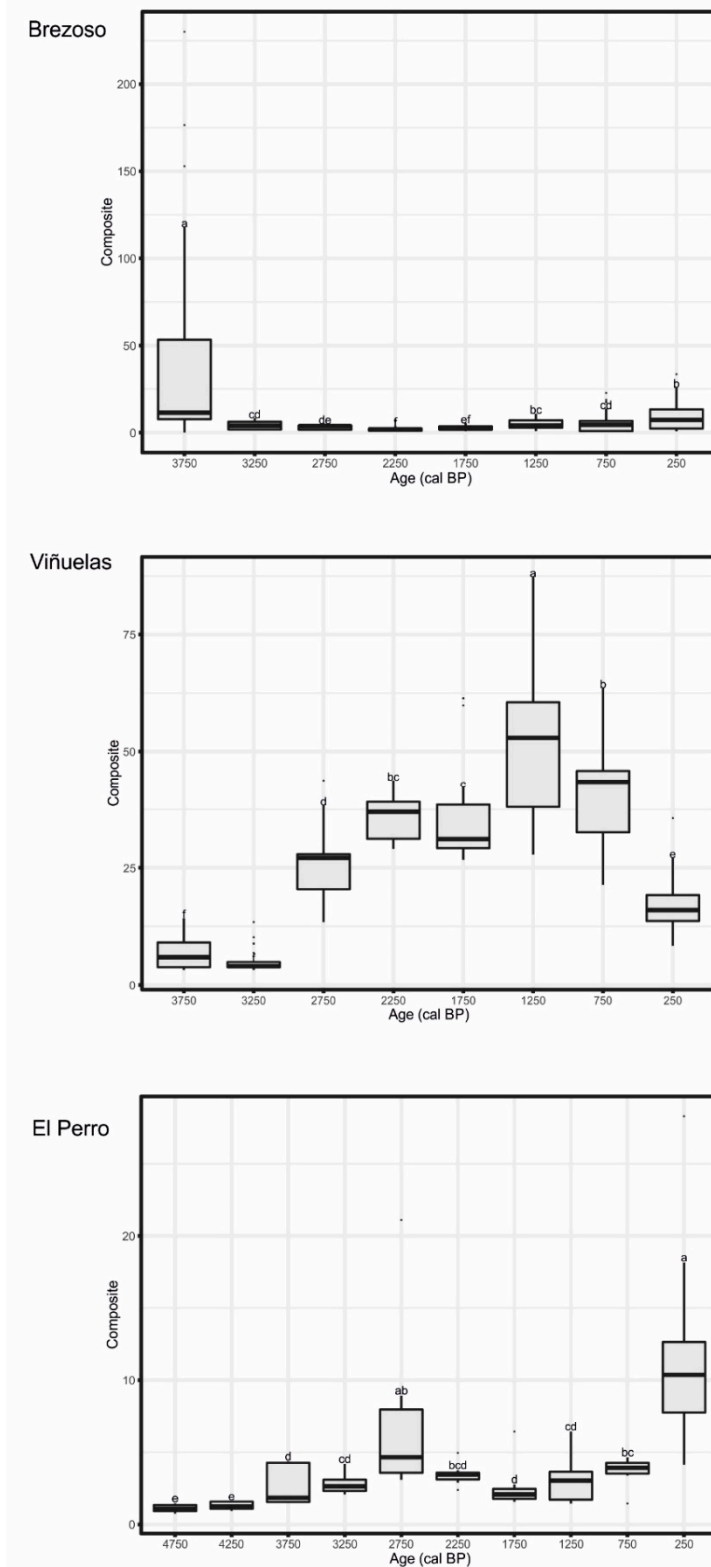 Brezoso
200
150
100
50
0
Composite
a
cd
de
f
ef
bc
cd
b
3750 3250 2750 2250 1750 1250 750 250
Age (cal BP)
Viñuelas
75
50
25
0
Composite
f
d
bc
c
a
b
e
3750 3250 2750 2250 1750 1250 750 250
Age (cal BP)
El Perro
20
10
0
Composite
e
e
d
cd
ab
bcd
d
cd
bc
a
4750 4250 3750 3250 2750 2250 1750 1250 750 250
Age (cal BP)